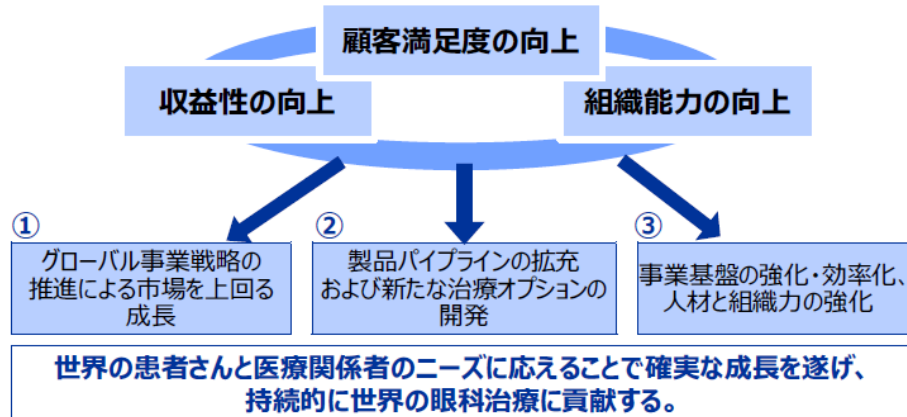 顧客満足度の向上
収益性の向上
組織能力の向上
①
グローバル事業戦略の
推進による市場を上回る
成長
②
製品パイプラインの拡充
および新たな治療オプションの
開発
③
事業基盤の強化・効率化、
人材と組織力の強化
世界の患者さんと医療関係者のニーズに応えることで確実な成長を遂げ、
持続的に世界の眼科治療に貢献する。